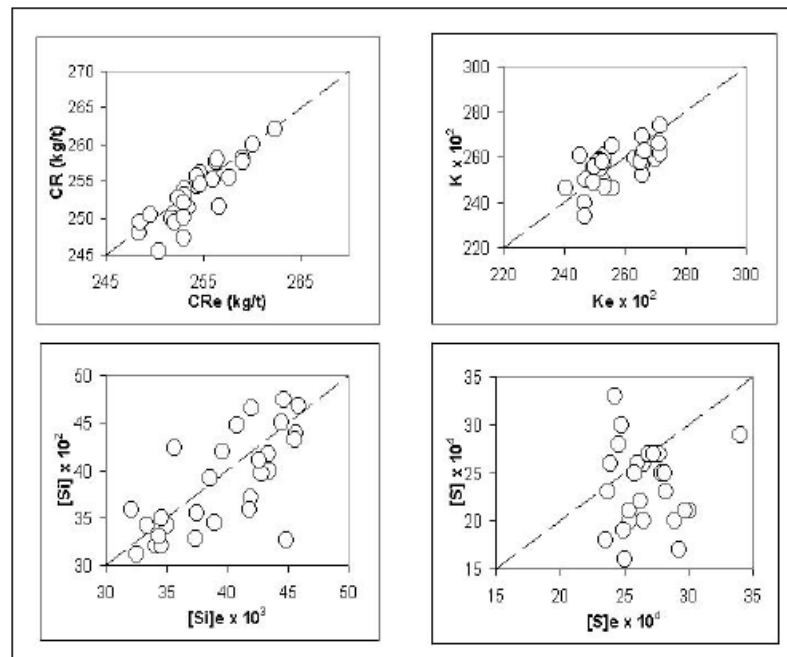 270
265
260
255
250
245
CR (kg/t)
245 255 265
CRe (kg/t)
300
280
260
240
220
K x 10²
220 240 260 280 300
Ke x 10²
50
45
40
35
30
[Si] x 10²
30 35 40 45 50
[Si]e x 10³
35
30
25
20
15
[S] x 10⁴
15 20 25 30 35
[S]e x 10⁴